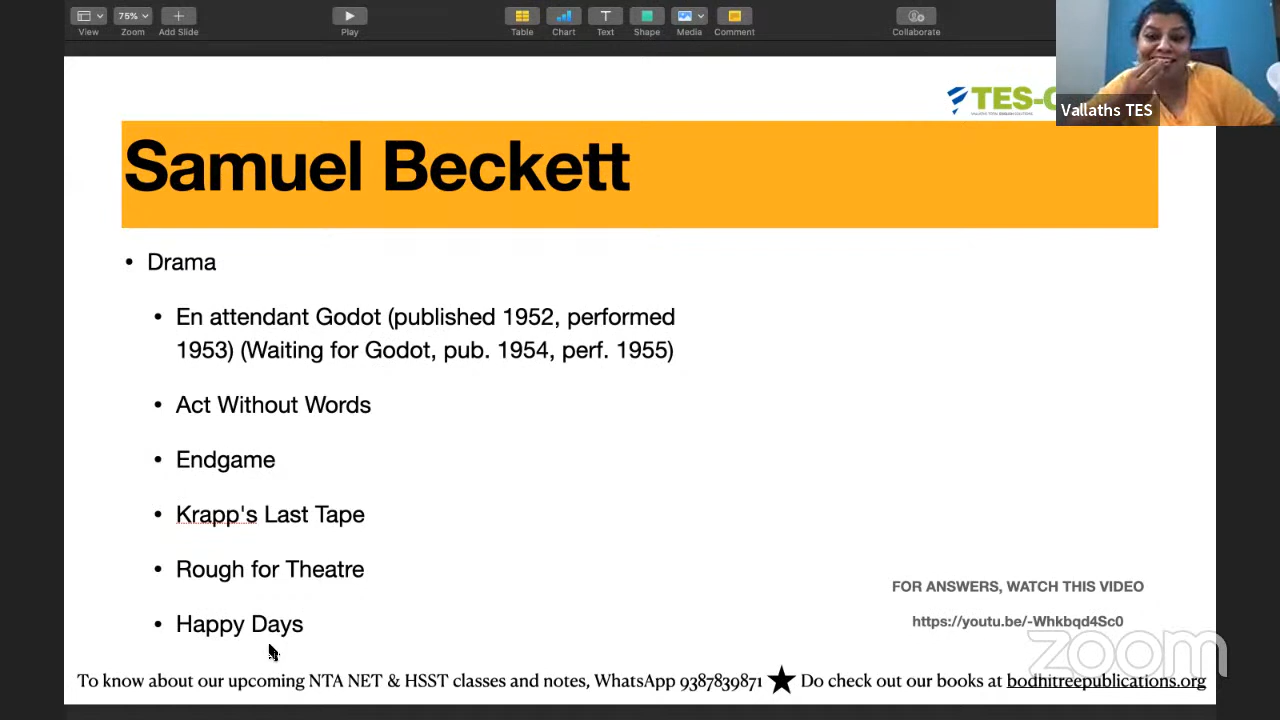 View
75%
Zoom
Add Slide
Play
Table
Chart
Text
Shape
Media
Comment
Collaborate
Vallaths TES
TES-
Samuel Beckett
• Drama
• En attendant Godot (published 1952, performed
1953) (Waiting for Godot, pub. 1954, perf. 1955)
• Act Without Words
• Endgame
• Krapp's Last Tape
• Rough for Theatre
• Happy Days
FOR ANSWERS, WATCH THIS VIDEO
https://youtu.be/-Whkbqd4Sc0
zoom
To know about our upcoming NTA NET & HSST classes and notes, WhatsApp 9387839871 ★ Do check out our books at bodhitreepublications.org